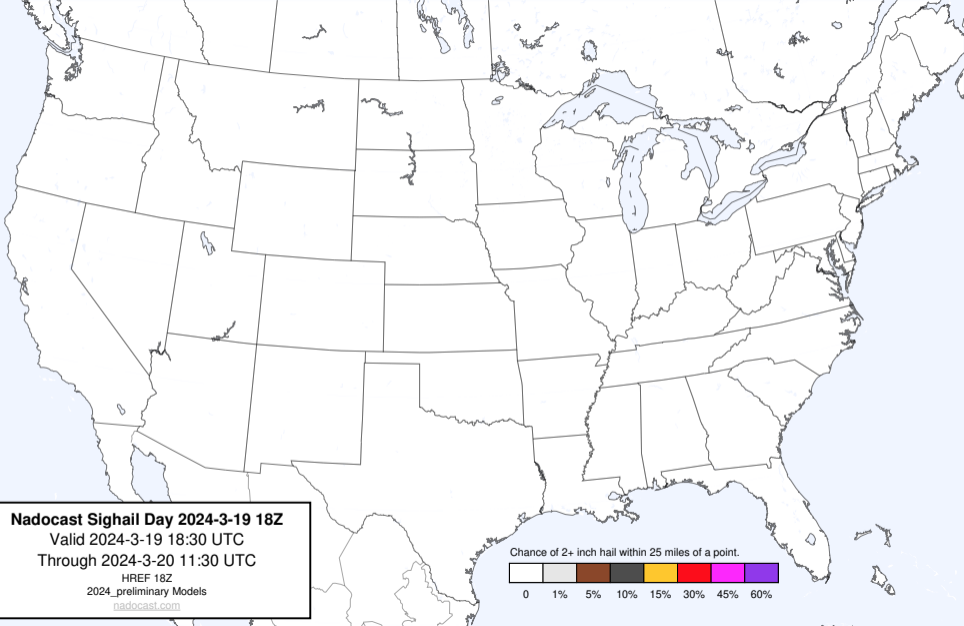 Nadocast Sighail Day 2024-3-19 18Z
Valid 2024-3-19 18:30 UTC
Through 2024-3-20 11:30 UTC
HREF 18Z
2024_preliminary Models
nadocast.com
Chance of 2+ inch hail within 25 miles of a point.
0 1% 5% 10% 15% 30% 45% 60%